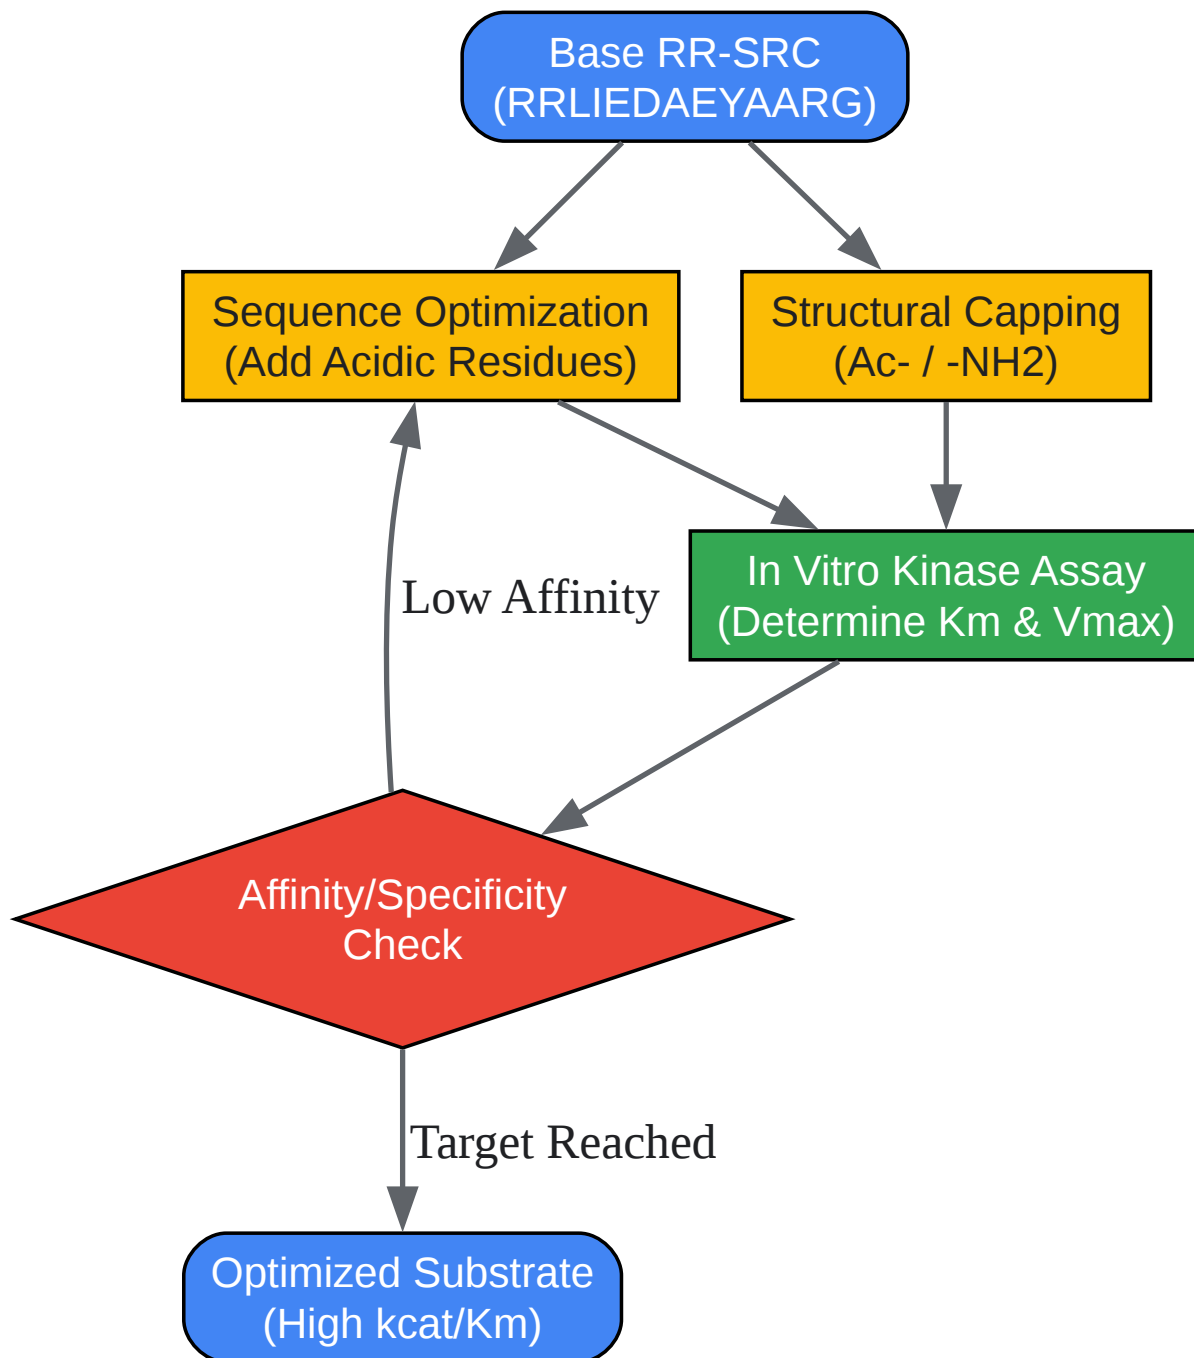 Base RR-SRC
(RRLIEDAEYAARG)
Sequence Optimization
(Add Acidic Residues)
Structural Capping
(Ac- / -NH2)
In Vitro Kinase Assay
(Determine Km & Vmax)
Low Affinity
Affinity/Specificity
Check
Target Reached
Optimized Substrate
(High kcat/Km)